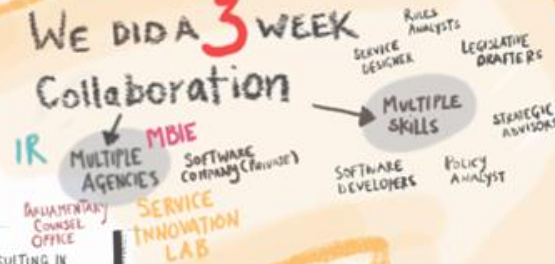 WE DID A 3 WEEK
Collaboration
RULES
ANALYSTS
SERVICE
DESIGNER
LEGISLATIVE
DRAFTERS
MULTIPLE
SKILLS
STRATEGIC
ADVISORS
SOFTWARE
DEVELOPERS
POLICY
ANALYST
IR
MBIE
MULTIPLE
AGENCIES
SOFTWARE
COMPANY (PRIVATE)
PARLIAMENTARY
COUNSEL
OFFICE
SERVICE
INNOVATION
LAB